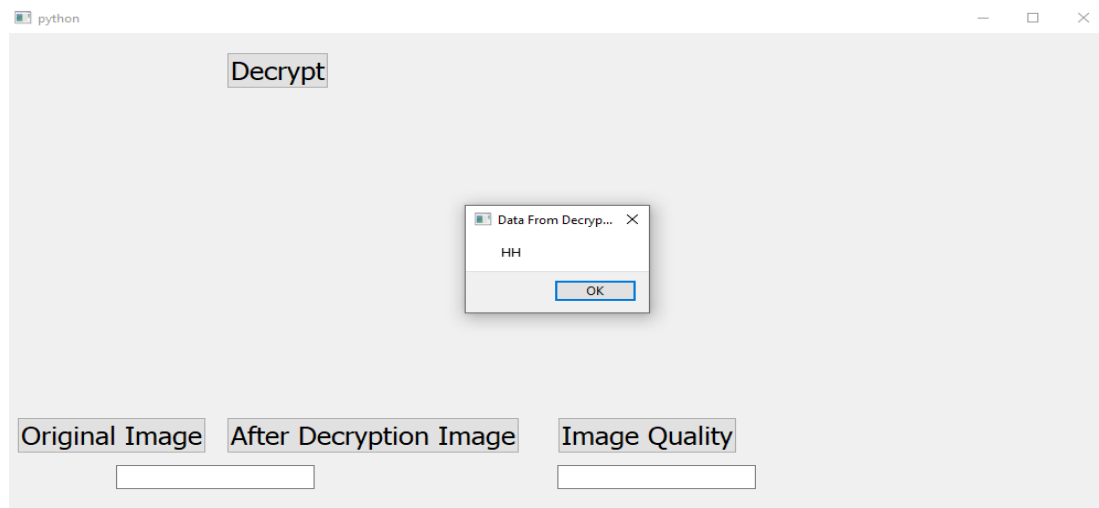 python
Decrypt
Data From Decryp...
HH
OK
Original Image
After Decryption Image
Image Quality